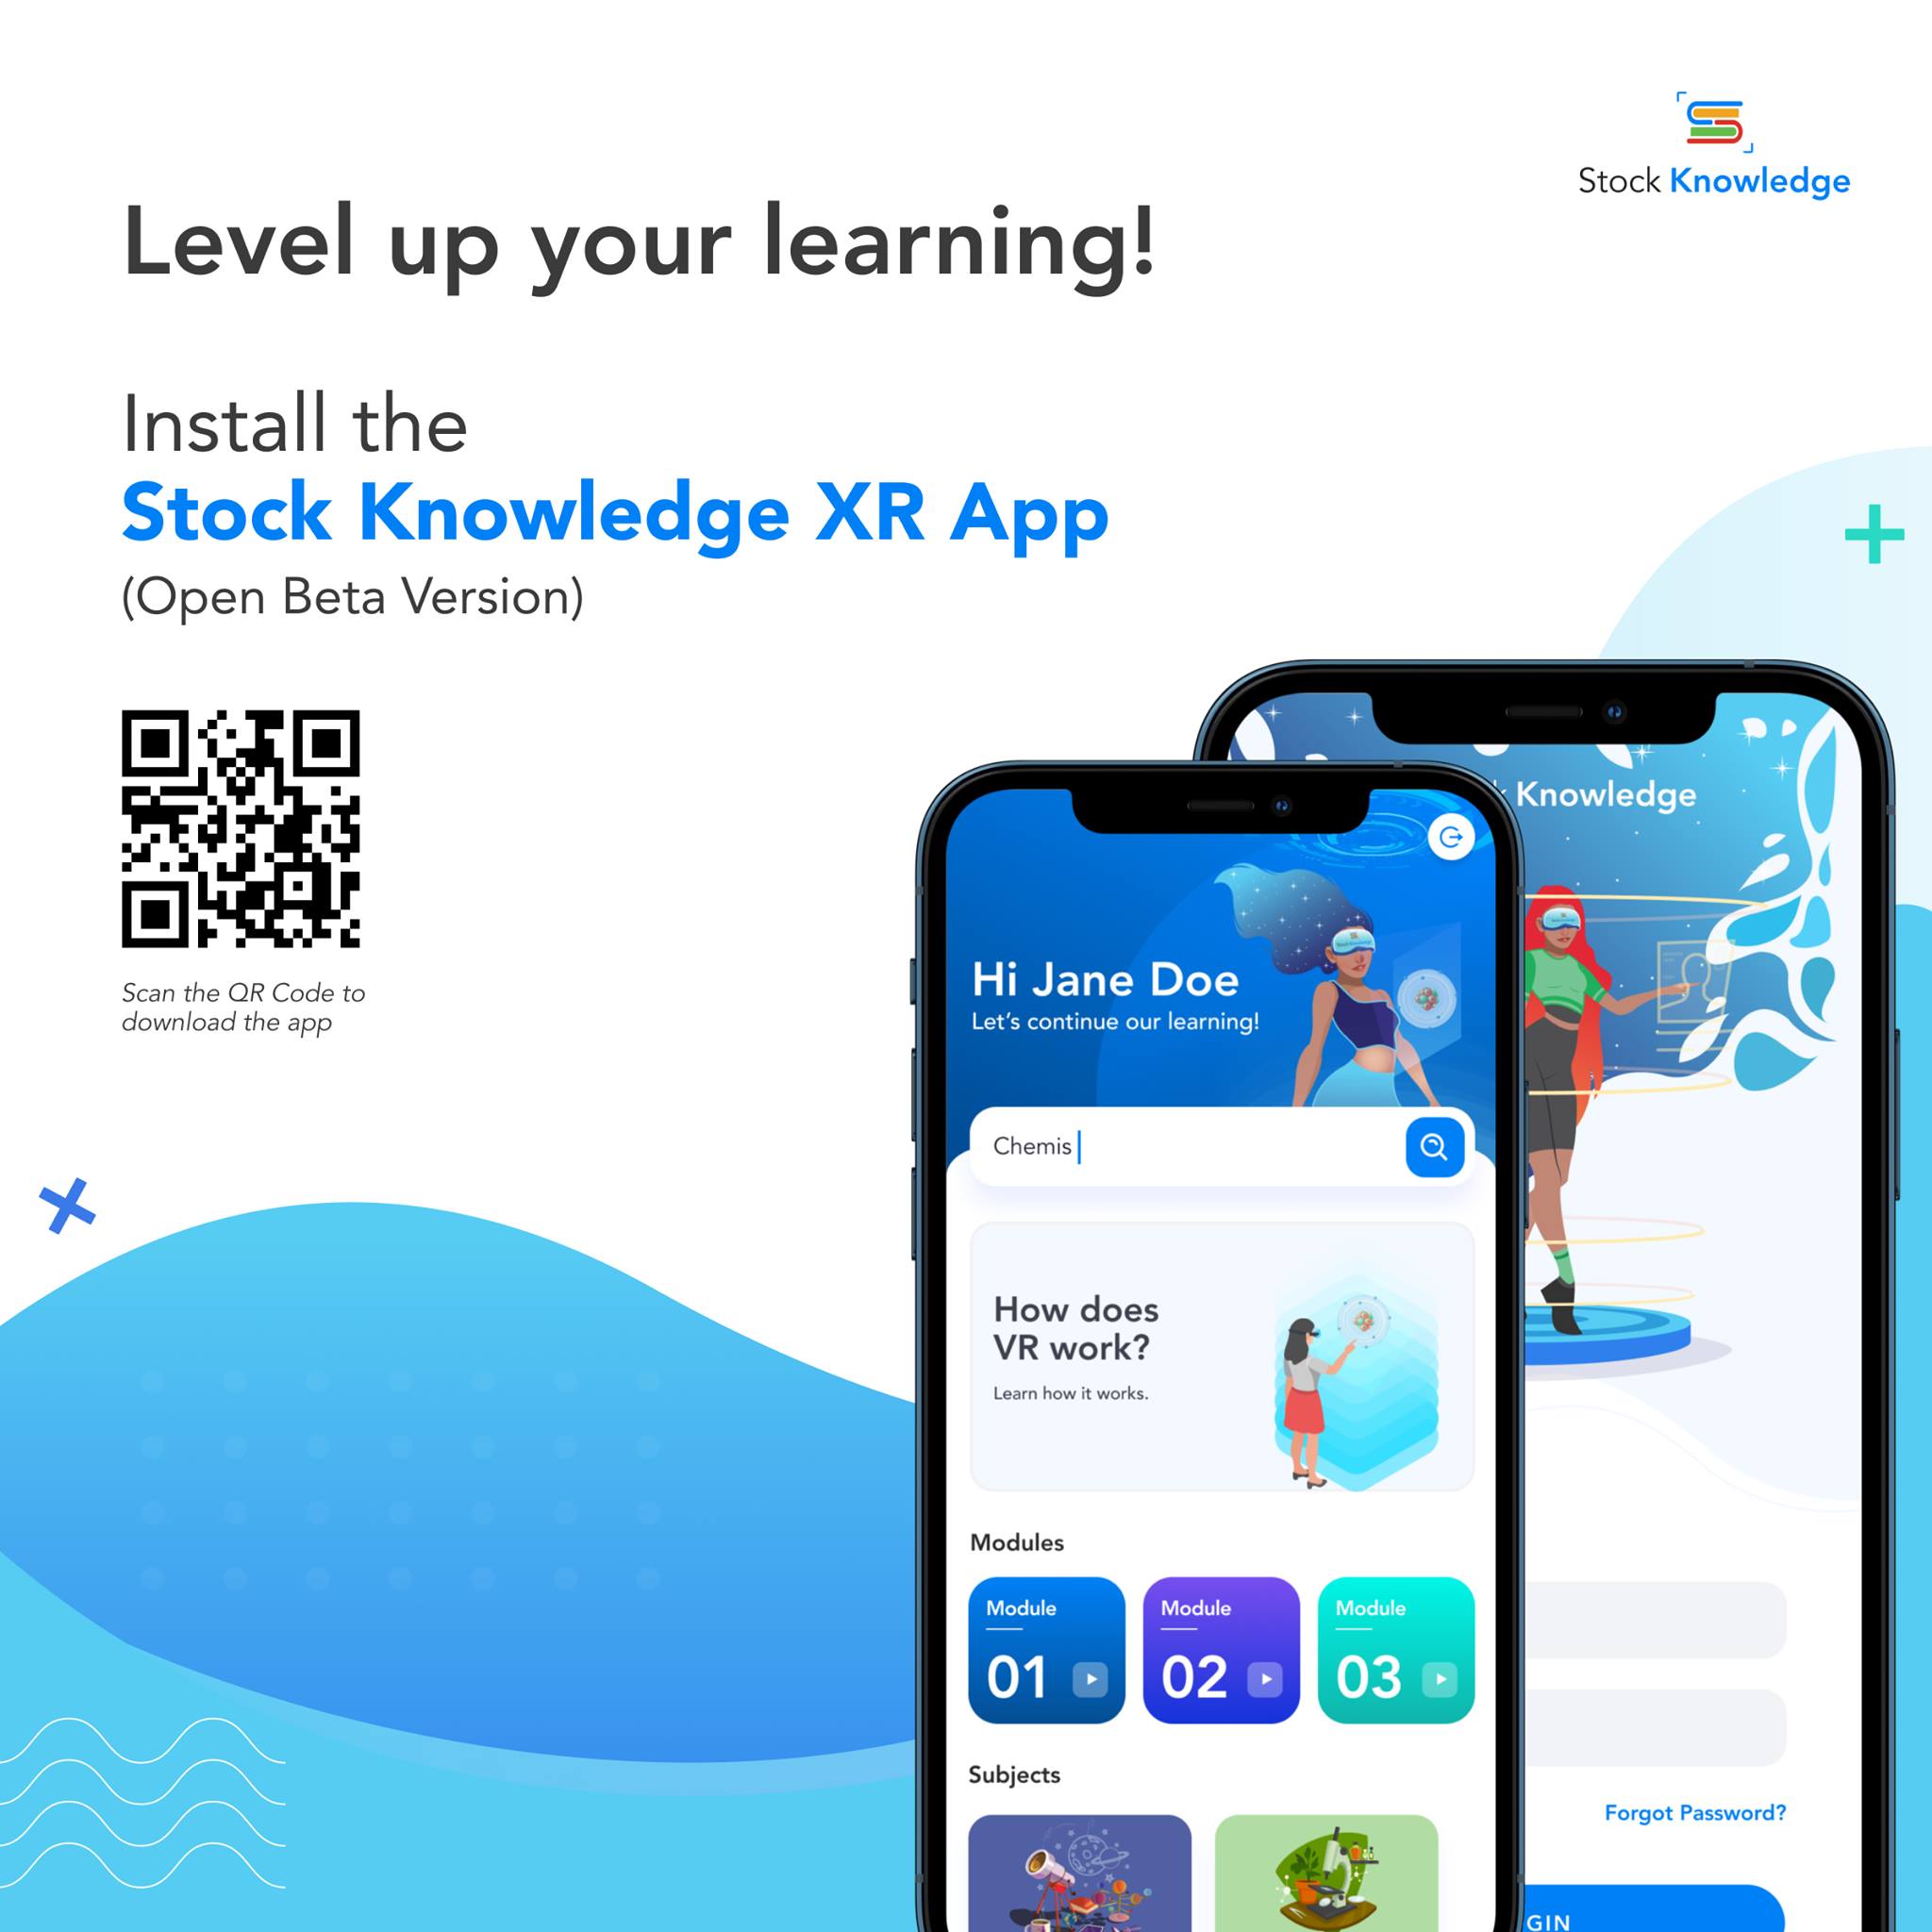 Stock Knowledge
Level up your learning!
Install the
Stock Knowledge XR App
(Open Beta Version)
Scan the QR Code to
download the app
Knowledge
Hi Jane Doe
Let's continue our learning!
Chemis
How does
VR work?
Learn how it works.
Modules
Module
01
Module
02
Module
03
Subjects
Forgot Password?
GIN